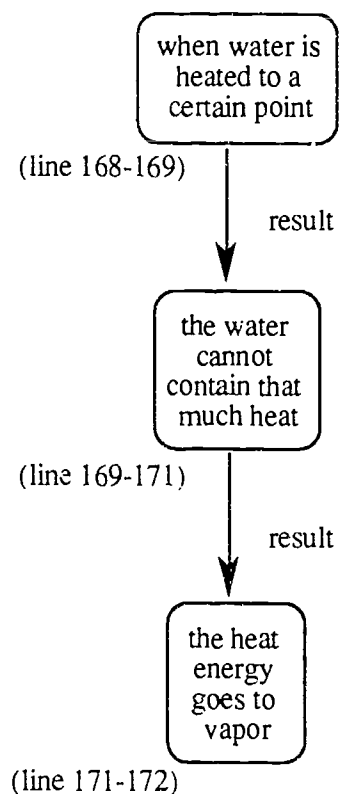 when water is
heated to a
certain point
(line 168-169)
result
the water
cannot
contain that
much heat
(line 169-171)
result
the heat
energy
goes to
vapor
(line 171-172)